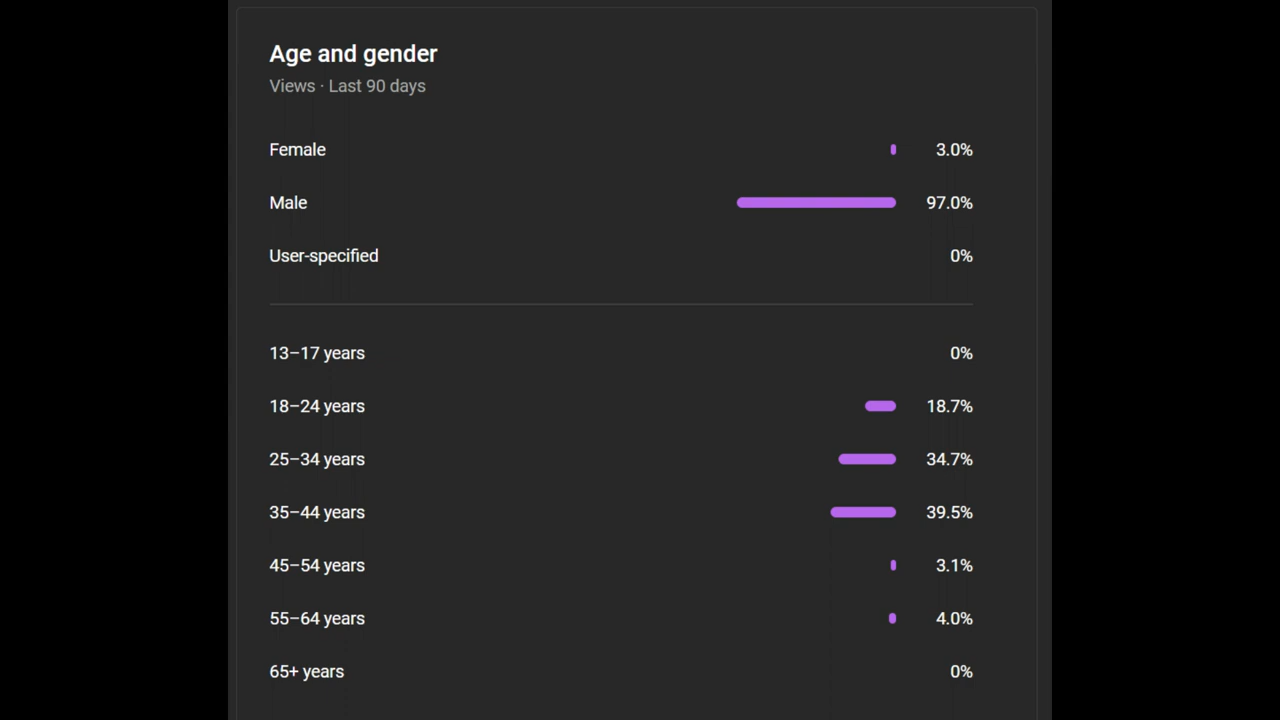 Age and gender
Views · Last 90 days
Female 3.0%
Male 97.0%
User-specified 0%
13–17 years 0%
18–24 years 18.7%
25–34 years 34.7%
35–44 years 39.5%
45–54 years 3.1%
55–64 years 4.0%
65+ years 0%